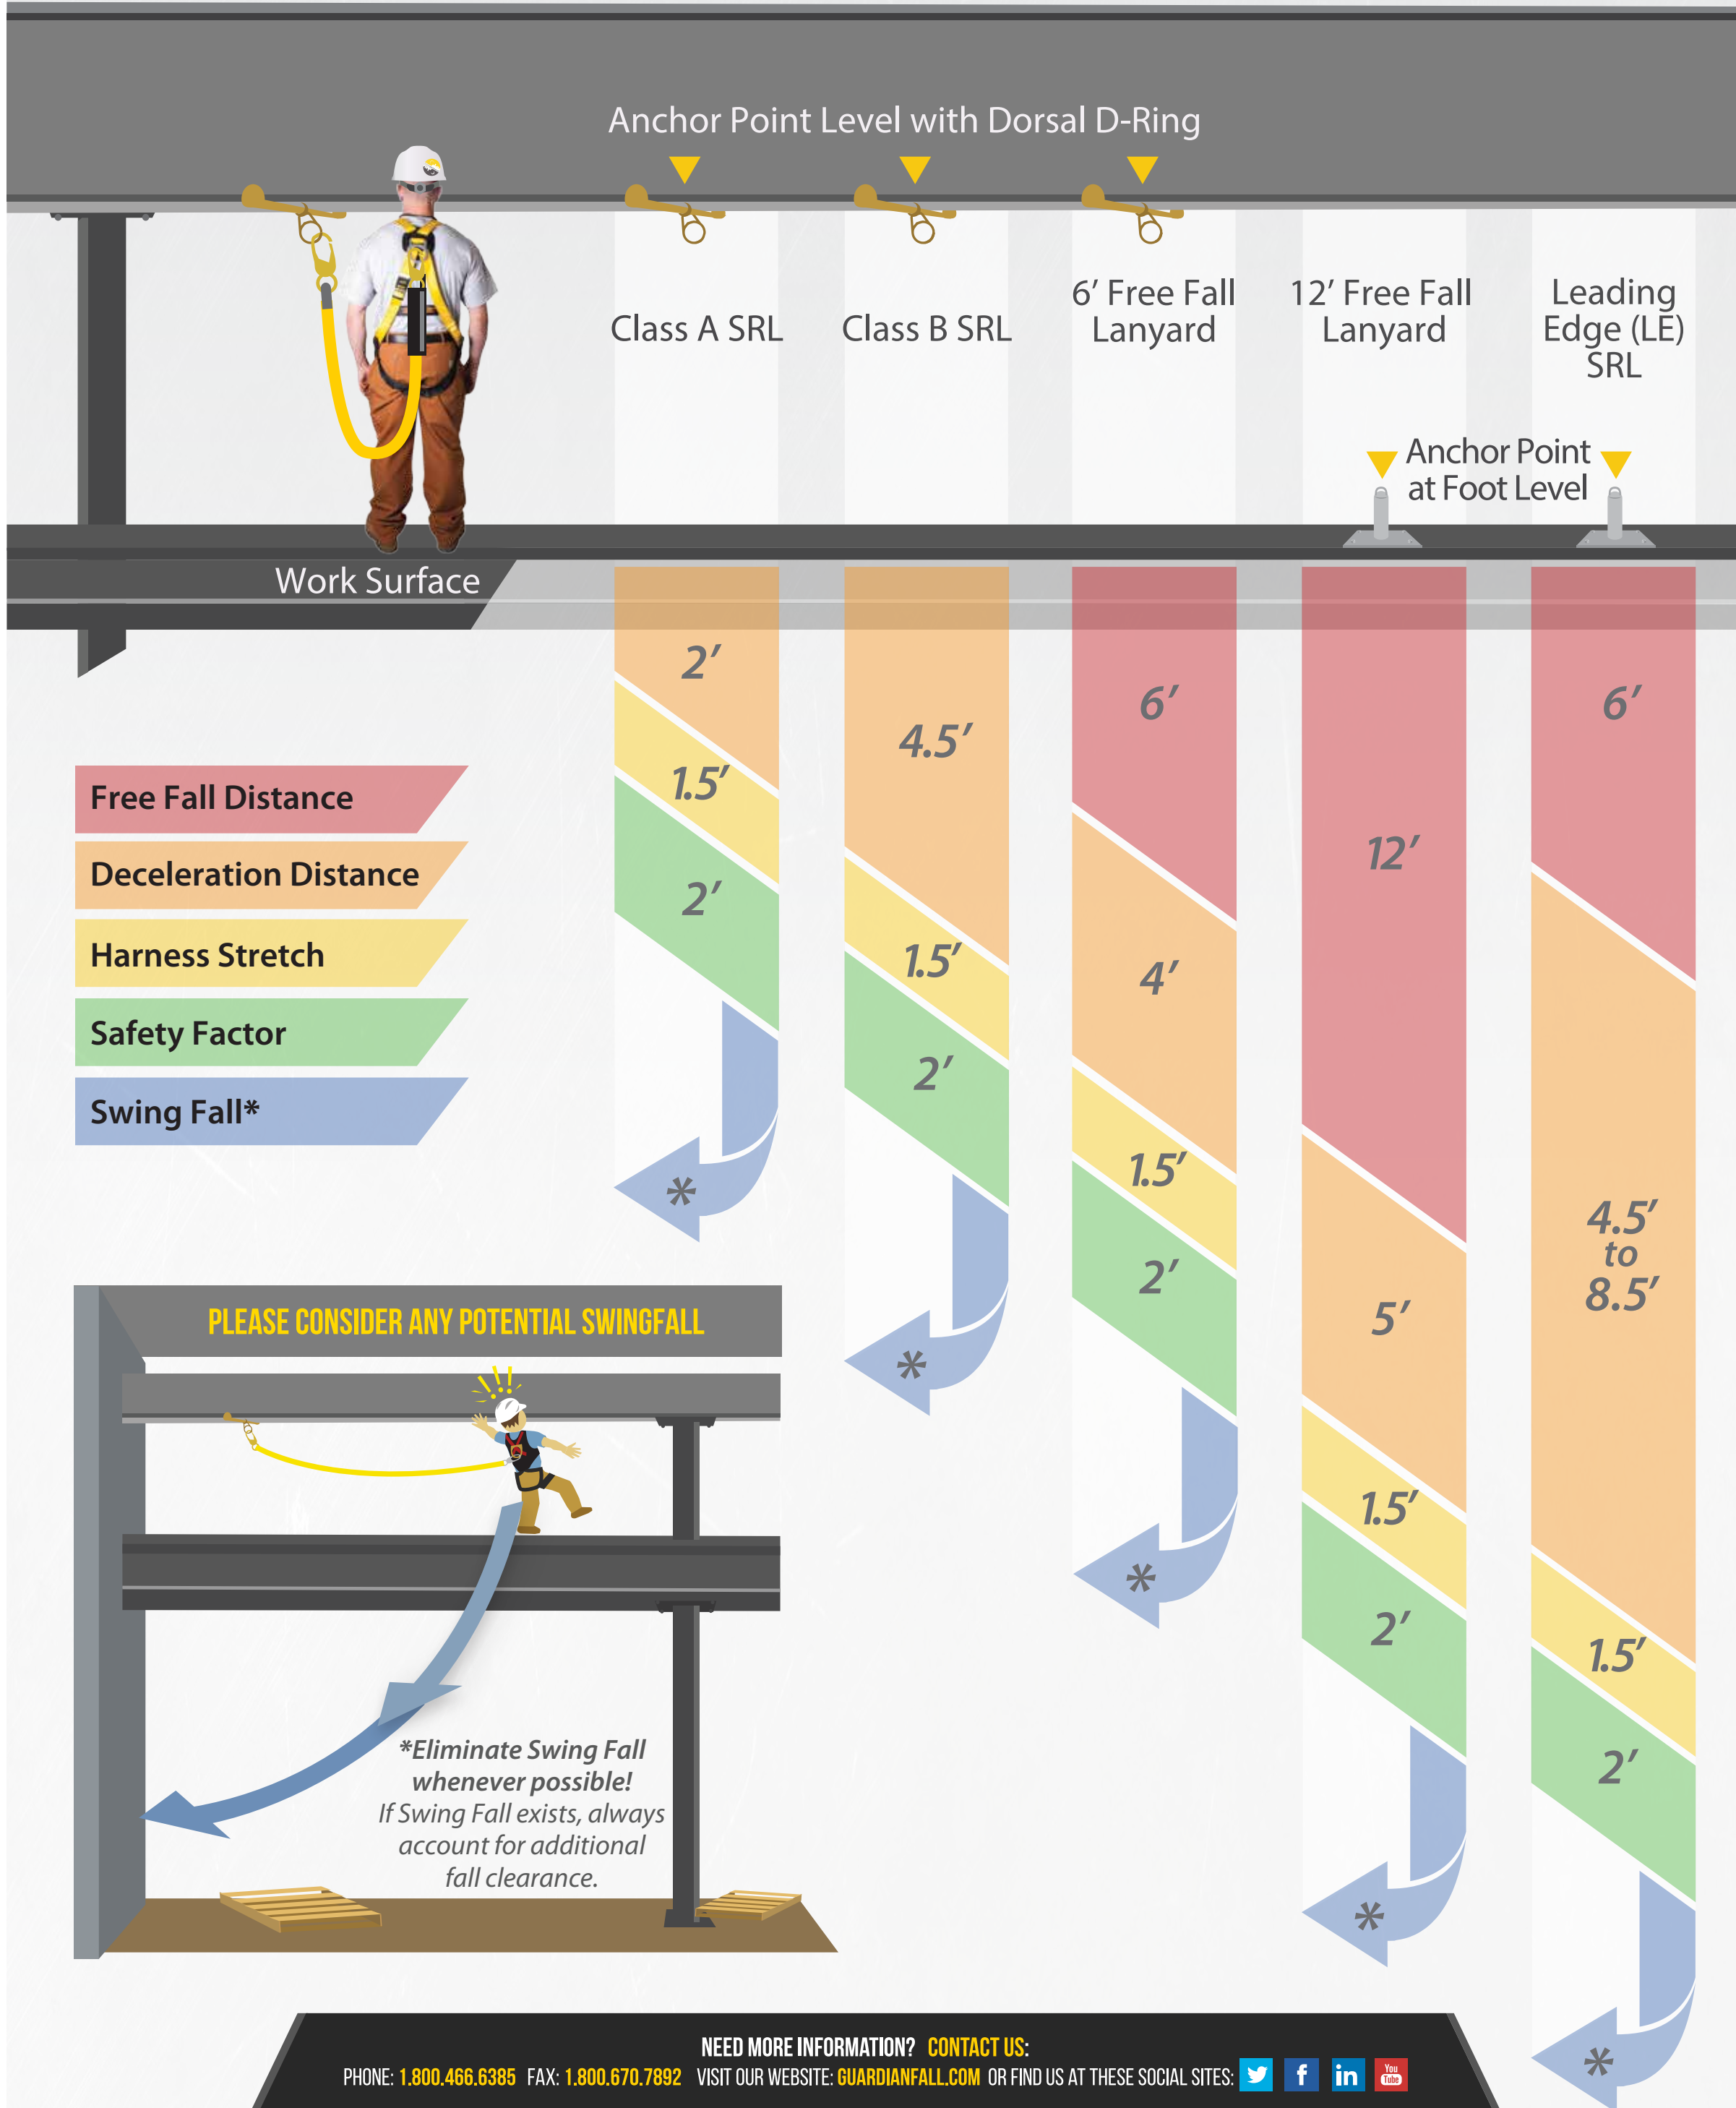 Anchor Point Level with Dorsal D-Ring
Class A SRL
Class B SRL
6’ Free Fall
Lanyard
12’ Free Fall
Lanyard
Leading
Edge (LE)
SRL
Anchor Point
at Foot Level
Work Surface
Free Fall Distance
Deceleration Distance
Harness Stretch
Safety Factor
Swing Fall*
2’
1.5’
2’
*
4.5’
1.5’
2’
*
6’
4’
1.5’
2’
*
12’
5’
1.5’
2’
*
6’
4.5’
to
8.5’
1.5’
2’
*
PLEASE CONSIDER ANY POTENTIAL SWINGFALL
*Eliminate Swing Fall
whenever possible!
If Swing Fall exists, always
account for additional
fall clearance.
NEED MORE INFORMATION? CONTACT US:
PHONE: 1.800.466.6385 FAX: 1.800.670.7892 VISIT OUR WEBSITE: GUARDIANFALL.COM OR FIND US AT THESE SOCIAL SITES: f in You Tube